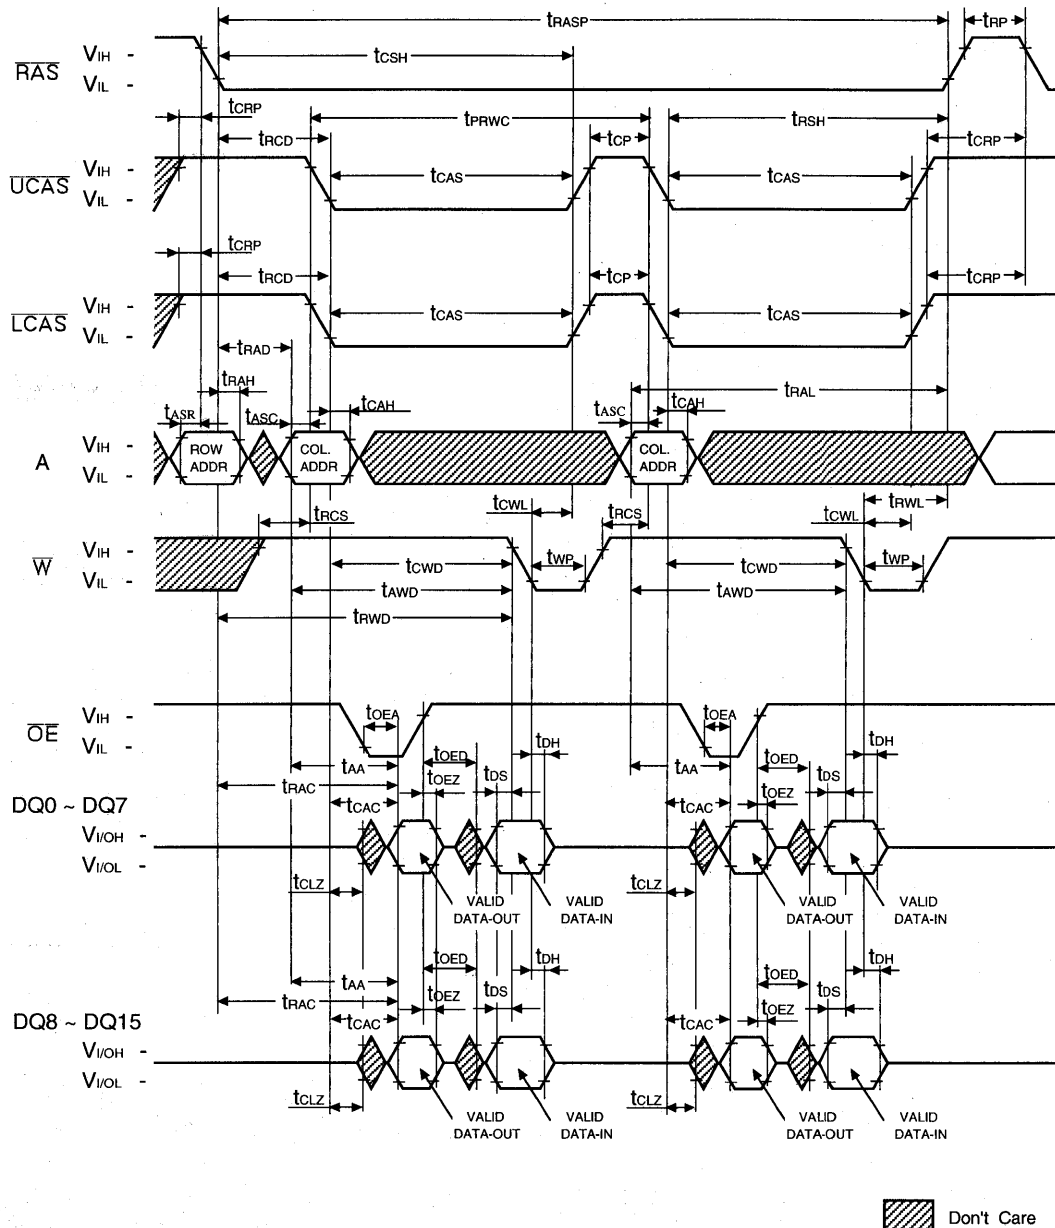 tRASP tRP
RAS VIH -
VIL -
tCSH
tCRP tPRWC tRSH
tRCD tCP tCRP
UCAS VIH -
VIL -
tCAS tCAS
tCRP
tRCD tCP tCRP
LCAS VIH -
VIL -
tCAS tCAS
tRAD
tRAH tRAL
tASR tASC tCAH tASC tCAH
A VIH -
VIL -
ROW ADDR
COL. ADDR
COL. ADDR
tRCS tCWL tRCS tCWL tRWL
W VIH -
VIL -
tCWD tWP tCWD tWP
tAWD tAWD
tRWD
OE VIH -
VIL -
tOEA tOEA
tAA tOED tDH tAA tOED tDH
tRAC tOEZ tDS tOEZ tDS
DQ0 ~ DQ7
tCAC tCAC
VI/OH -
VI/OL -
tCLZ tCLZ
VALID DATA-OUT
VALID DATA-IN
VALID DATA-OUT
VALID DATA-IN
tAA tOED tDH tOED tDH
tRAC tOEZ tDS tOEZ tDS
DQ8 ~ DQ15
tCAC tCAC
VI/OH -
VI/OL -
tCLZ tCLZ
VALID DATA-OUT
VALID DATA-IN
VALID DATA-OUT
VALID DATA-IN
Don't Care